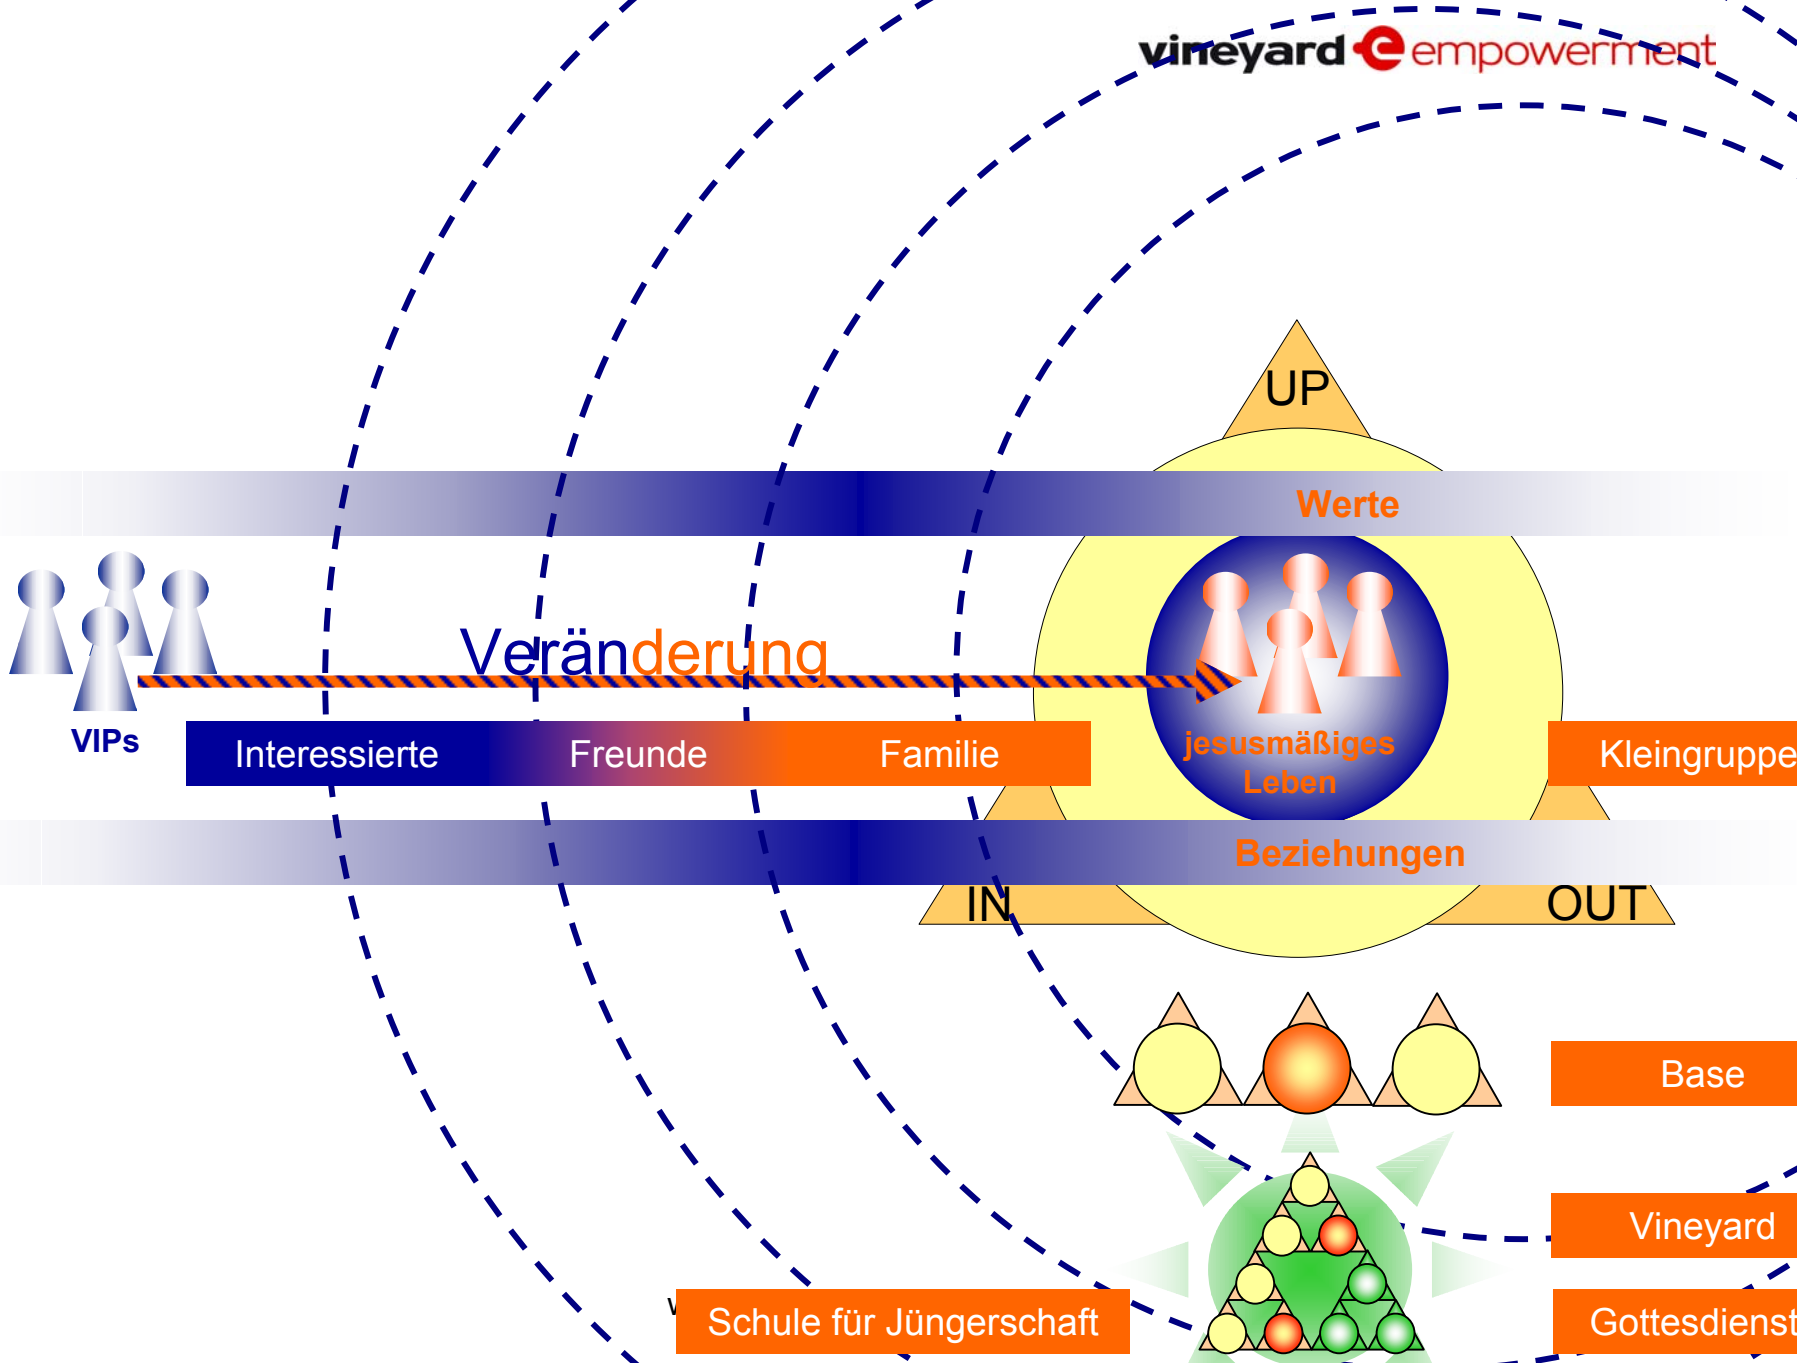 vineyard e empowerment
UP
Werte
Veränderung
VIPs
Interessierte
Freunde
Familie
jesusmäßiges
Leben
Kleingruppe
Beziehungen
IN
OUT
Base
Vineyard
Schule für Jüngerschaft
Gottesdienst